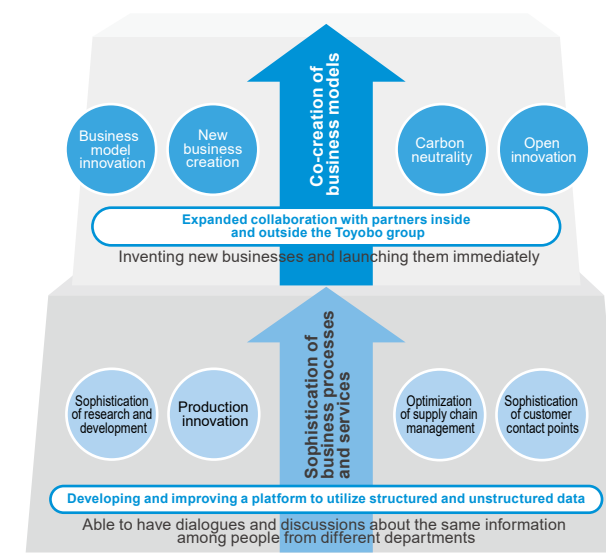 Co-creation of
business models
Business
model
innovation
New
business
creation
Carbon
neutrality
Open
innovation
Expanded collaboration with partners inside
and outside the Toyobo group
Inventing new businesses and launching them immediately
Sophistication of
business processes
and services
Sophistication
of research and
development
Production
innovation
Optimization
of supply chain
management
Sophistication
of customer
contact points
Developing and improving a platform to utilize structured and unstructured data
Able to have dialogues and discussions about the same information
among people from different departments